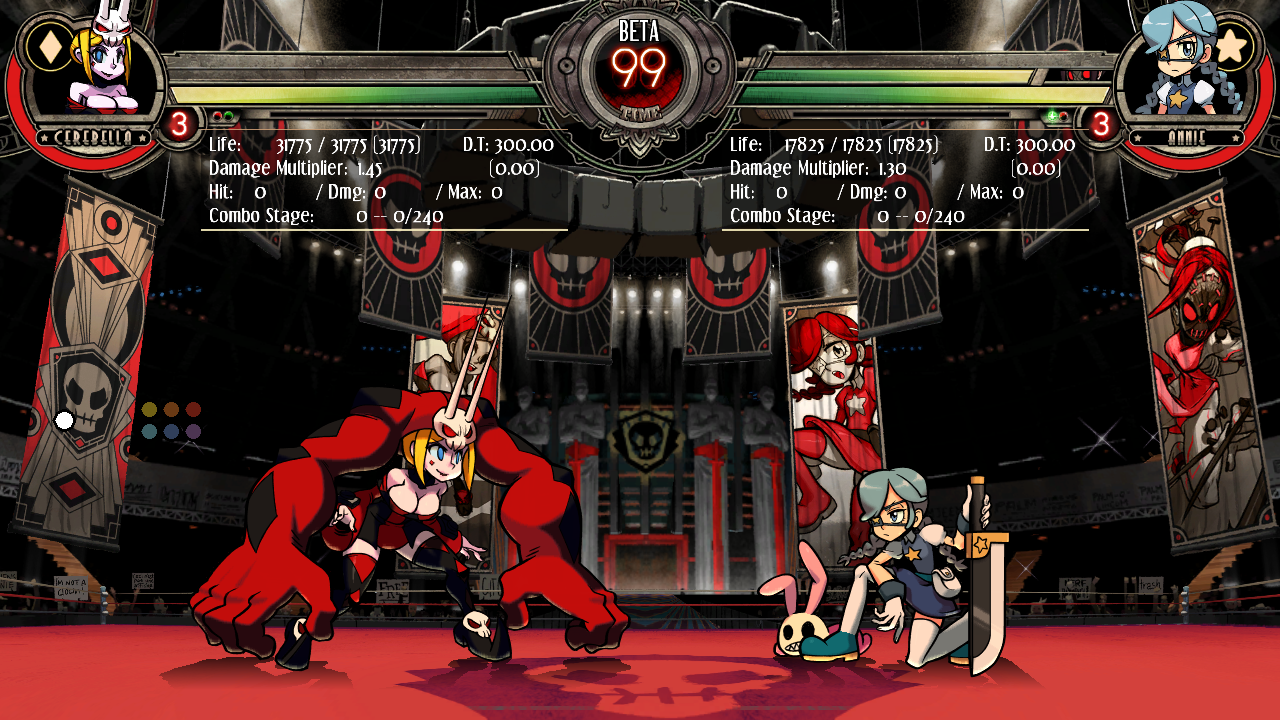 BETA
99
TIME
CEREBELLA
3
3
ANNIE
Life: 31775 / 31775 [31775] D.T: 300.00
Damage Multiplier: 1.45 [0.00]
Hit: 0 / Dmg: 0 / Max: 0
Combo Stage: 0 -- 0/240
Life: 17825 / 17825 [17825] D.T: 300.00
Damage Multiplier: 1.30 [0.00]
Hit: 0 / Dmg: 0 / Max: 0
Combo Stage: 0 -- 0/240
I'M NOT A
CLOWN!